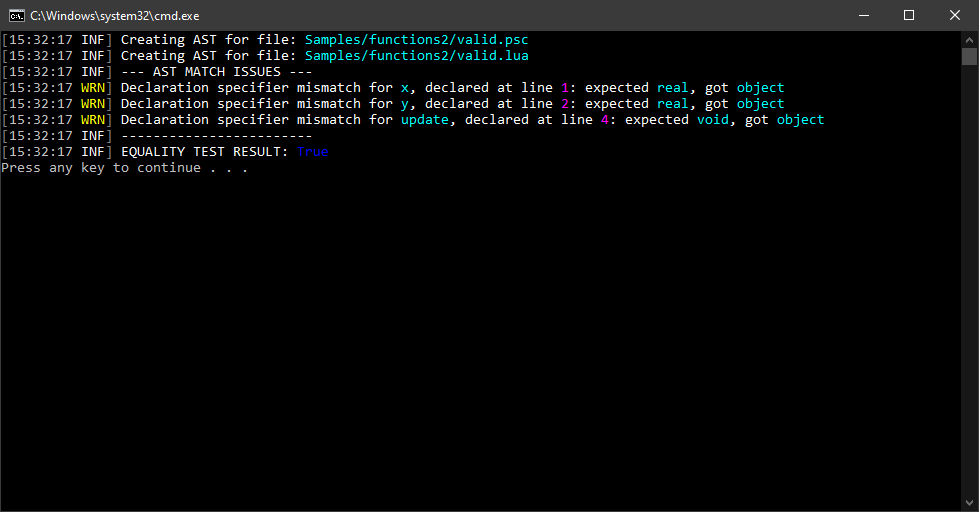 C:\Windows\system32\cmd.exe
[15:32:17 INF] Creating AST for file: Samples/functions2/valid.psc
[15:32:17 INF] Creating AST for file: Samples/functions2/valid.lua
[15:32:17 INF] --- AST MATCH ISSUES ---
[15:32:17 WRN] Declaration specifier mismatch for x, declared at line 1: expected real, got object
[15:32:17 WRN] Declaration specifier mismatch for y, declared at line 2: expected real, got object
[15:32:17 WRN] Declaration specifier mismatch for update, declared at line 4: expected void, got object
[15:32:17 INF] ------------------------
[15:32:17 INF] EQUALITY TEST RESULT: True
Press any key to continue . . .